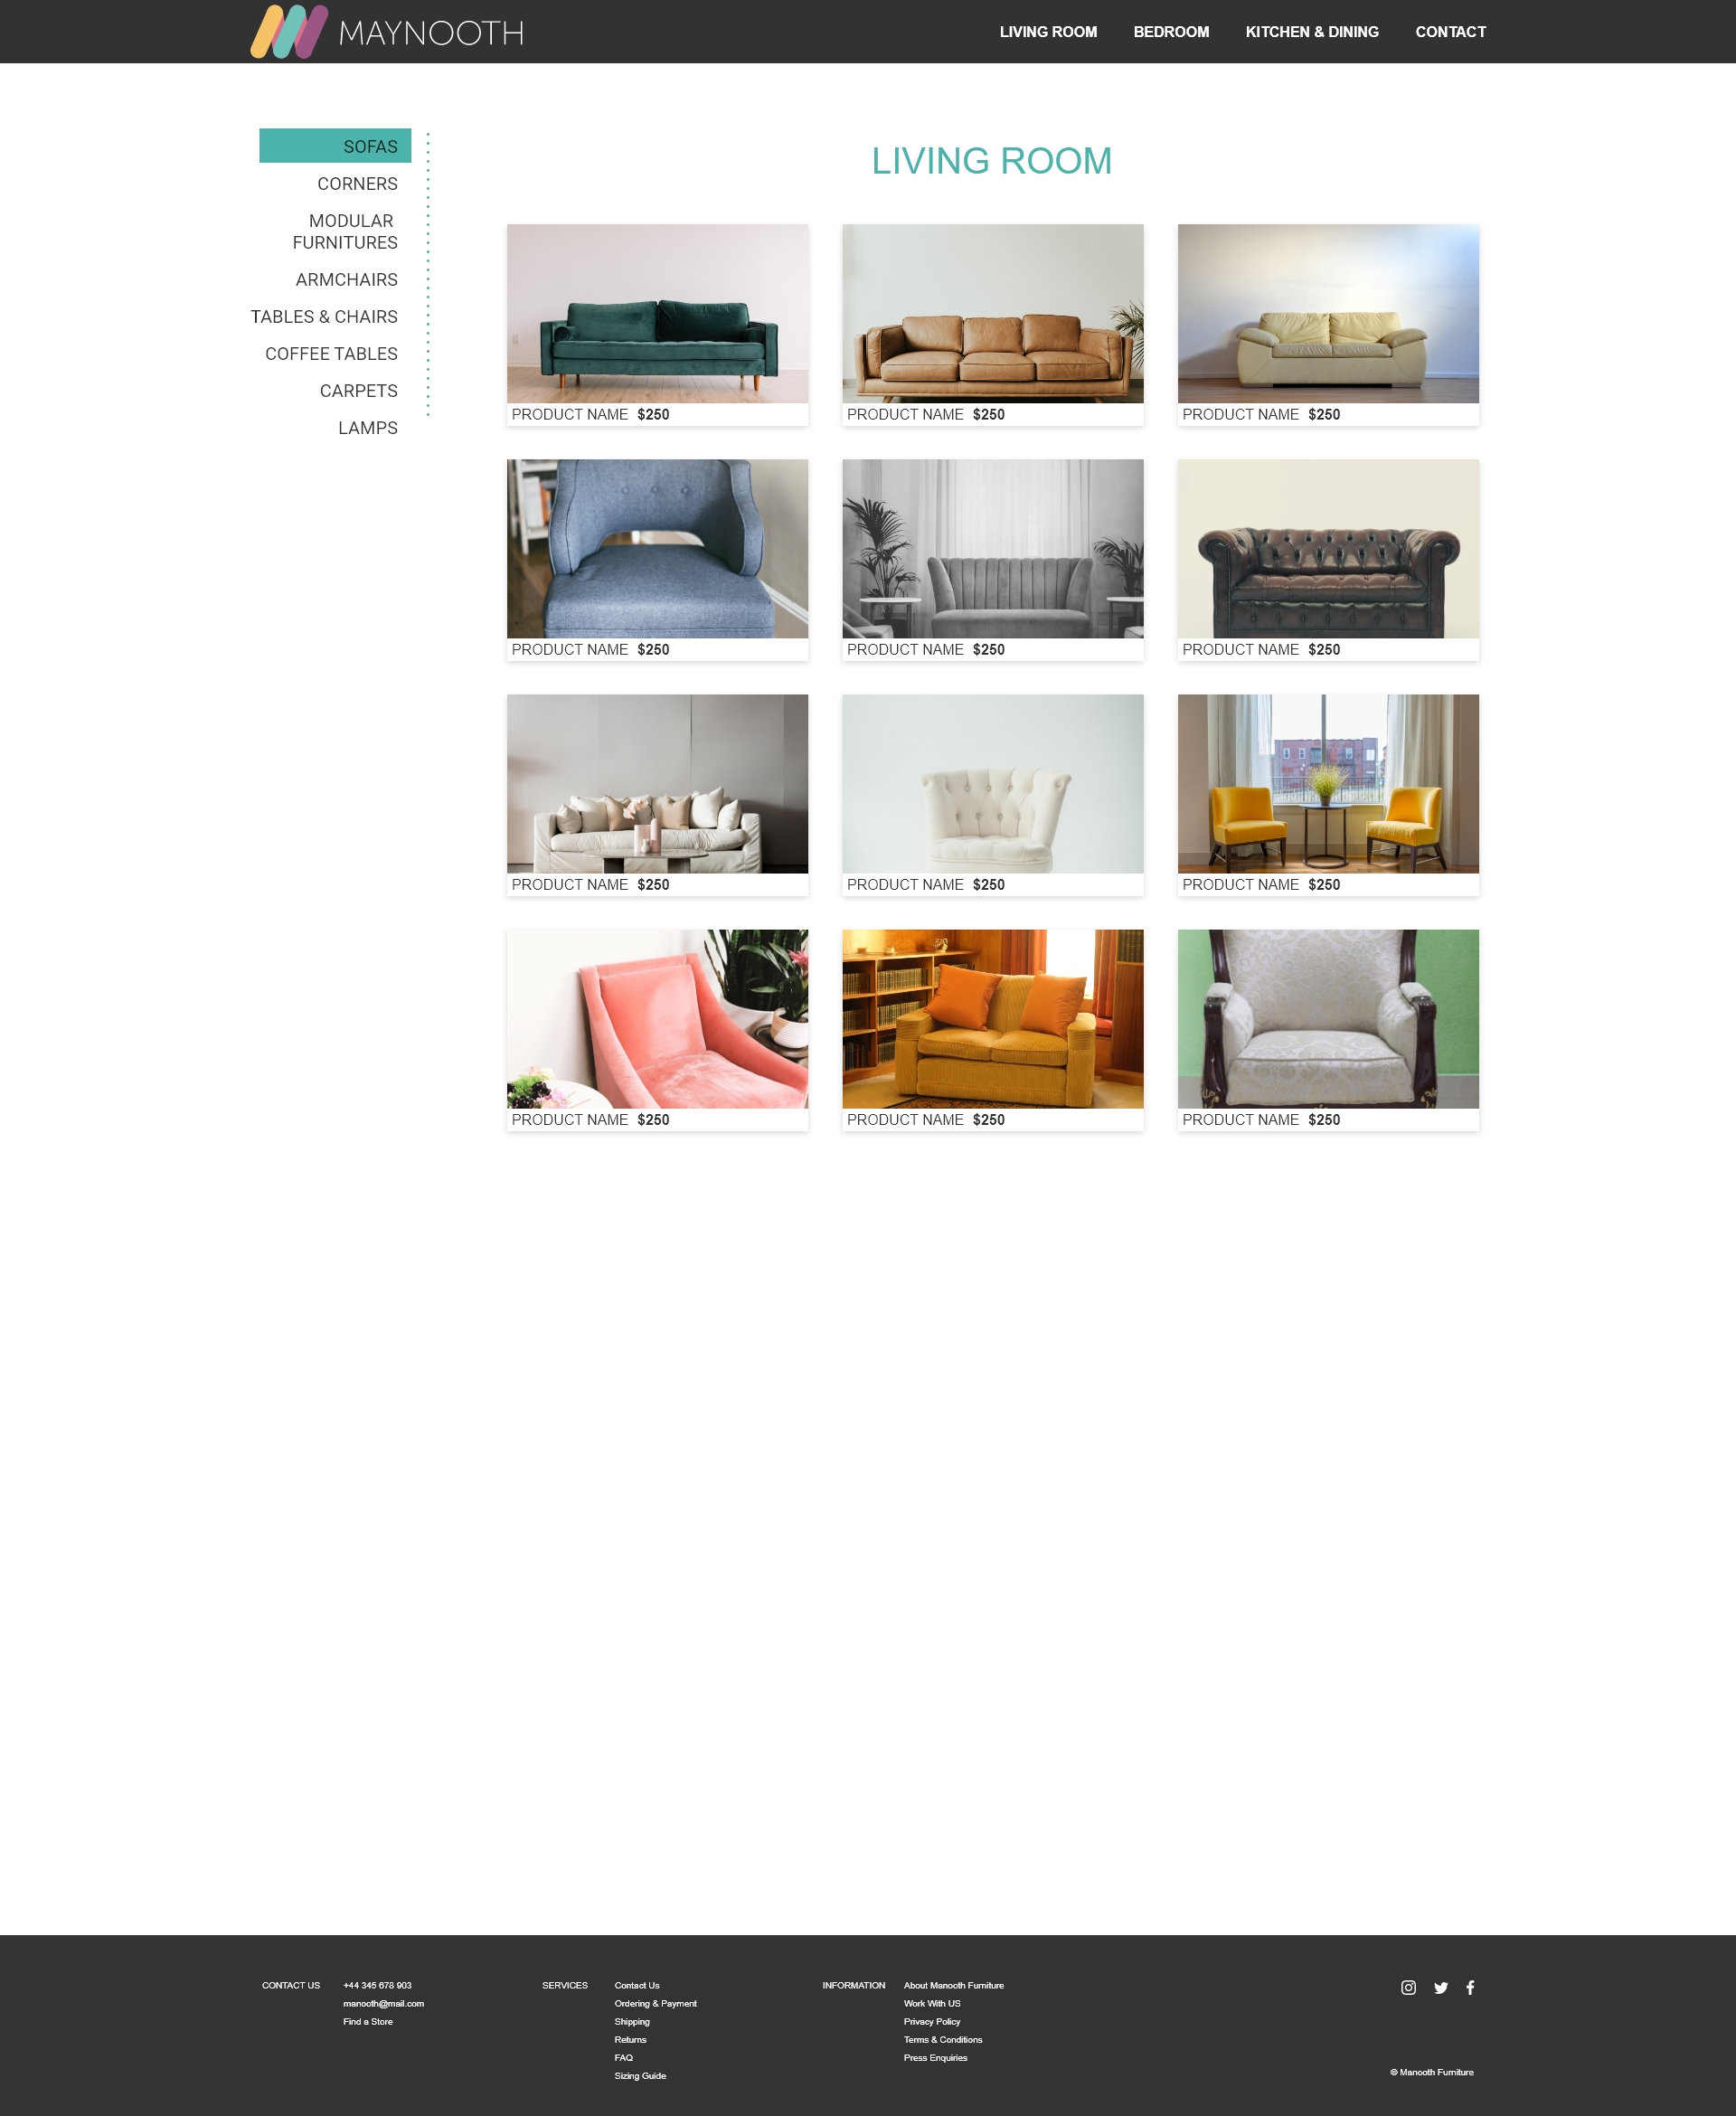 MAYNOOTH
LIVING ROOM BEDROOM KITCHEN & DINING CONTACT
SOFAS
CORNERS
MODULAR
FURNITURES
ARMCHAIRS
TABLES & CHAIRS
COFFEE TABLES
CARPETS
LAMPS
LIVING ROOM
PRODUCT NAME $250
PRODUCT NAME $250
PRODUCT NAME $250
PRODUCT NAME $250
PRODUCT NAME $250
PRODUCT NAME $250
PRODUCT NAME $250
PRODUCT NAME $250
PRODUCT NAME $250
PRODUCT NAME $250
PRODUCT NAME $250
PRODUCT NAME $250
CONTACT US
+44 345 678 903
manooth@mail.com
Find a Store
SERVICES
Contact Us
Ordering & Payment
Shipping
Returns
FAQ
Sizing Guide
INFORMATION
About Manooth Furniture
Work With US
Privacy Policy
Terms & Conditions
Press Enquiries
© Manooth Furniture